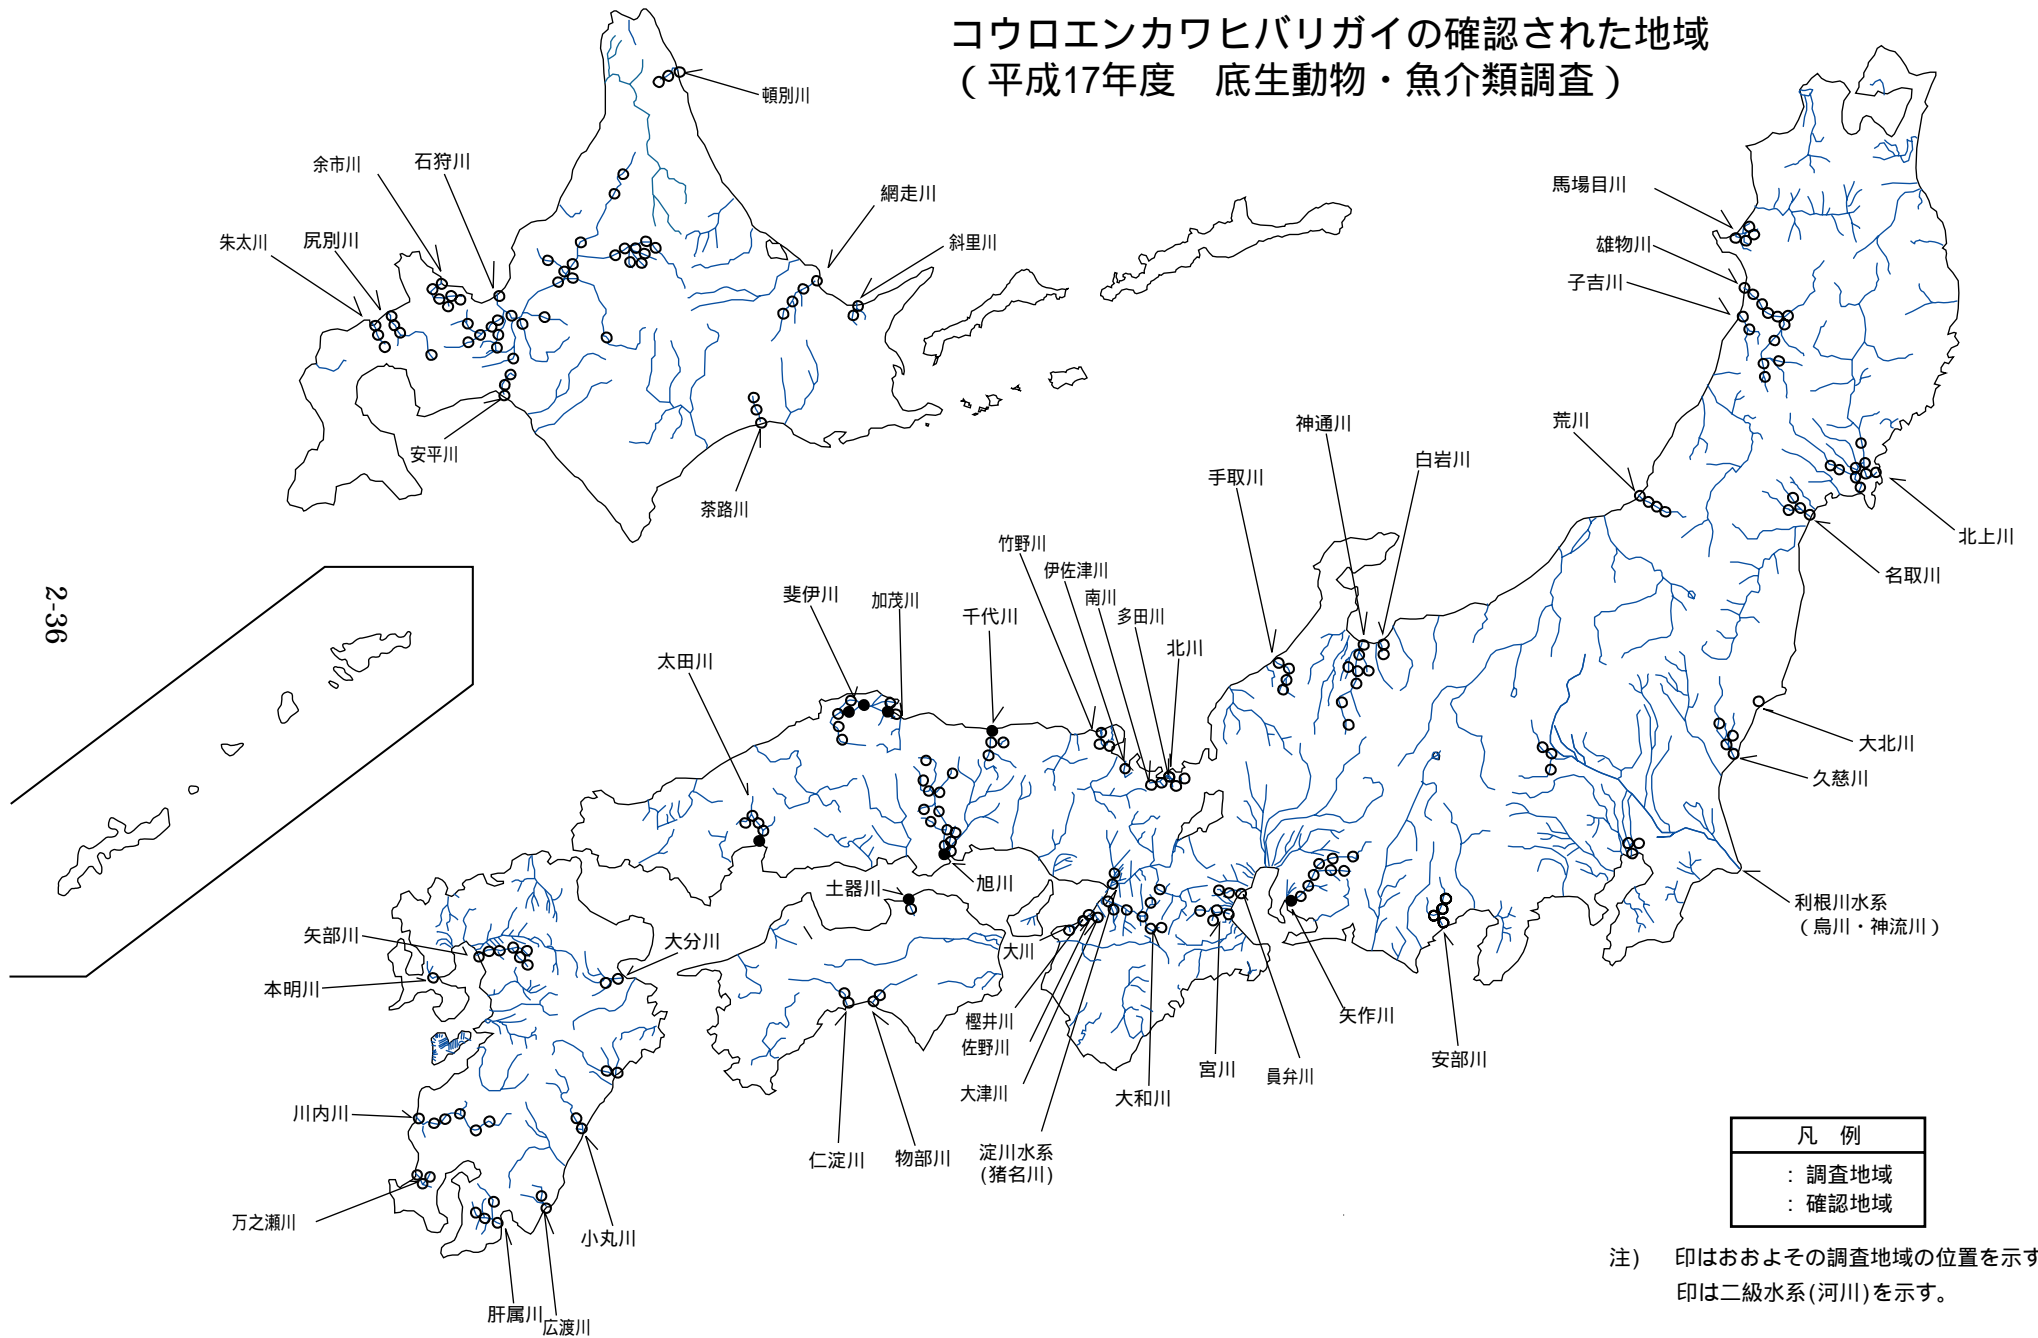 コウロエンカワヒバリガイの確認された地域
（平成17年度　底生動物・魚介類調査）
頓別川
余市川
石狩川
網走川
朱太川
尻別川
斜里川
安平川
茶路川
馬場目川
雄物川
子吉川
荒川
神通川
白岩川
手取川
北上川
名取川
竹野川
伊佐津川
南川
多田川
北川
斐伊川
加茂川
千代川
太田川
2-36
大北川
久慈川
旭川
土器川
利根川水系
（烏川・神流川）
矢部川
大分川
本明川
大川
樫井川
佐野川
大津川
淀川水系
(猪名川)
大和川
宮川
員弁川
矢作川
安部川
川内川
仁淀川
物部川
万之瀬川
小丸川
肝属川
広渡川
凡　例
：調査地域
：確認地域
注)　印はおおよその調査地域の位置を示す
印は二級水系(河川)を示す。